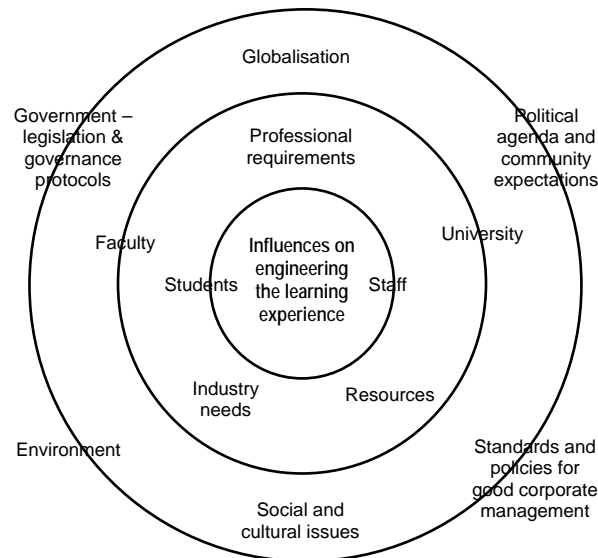 Globalisation
Government –
legislation &
governance
protocols
Political
agenda and
community
expectations
Professional
requirements
Faculty
University
Influences on
engineering
the learning
experience
Students
Staff
Industry
needs
Resources
Environment
Standards and
policies for
good corporate
management
Social and
cultural issues